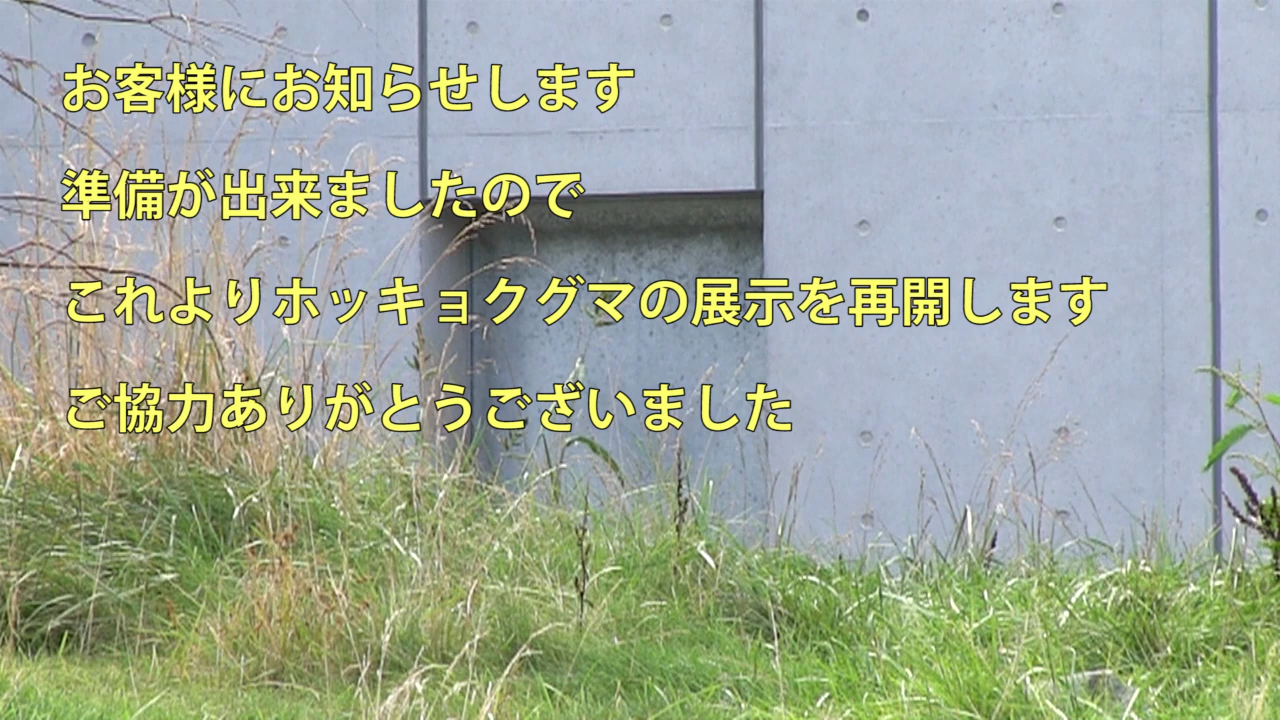 お客様にお知らせします
準備が出来ましたので
これよりホッキョクグマの展示を再開します
ご協力ありがとうございました